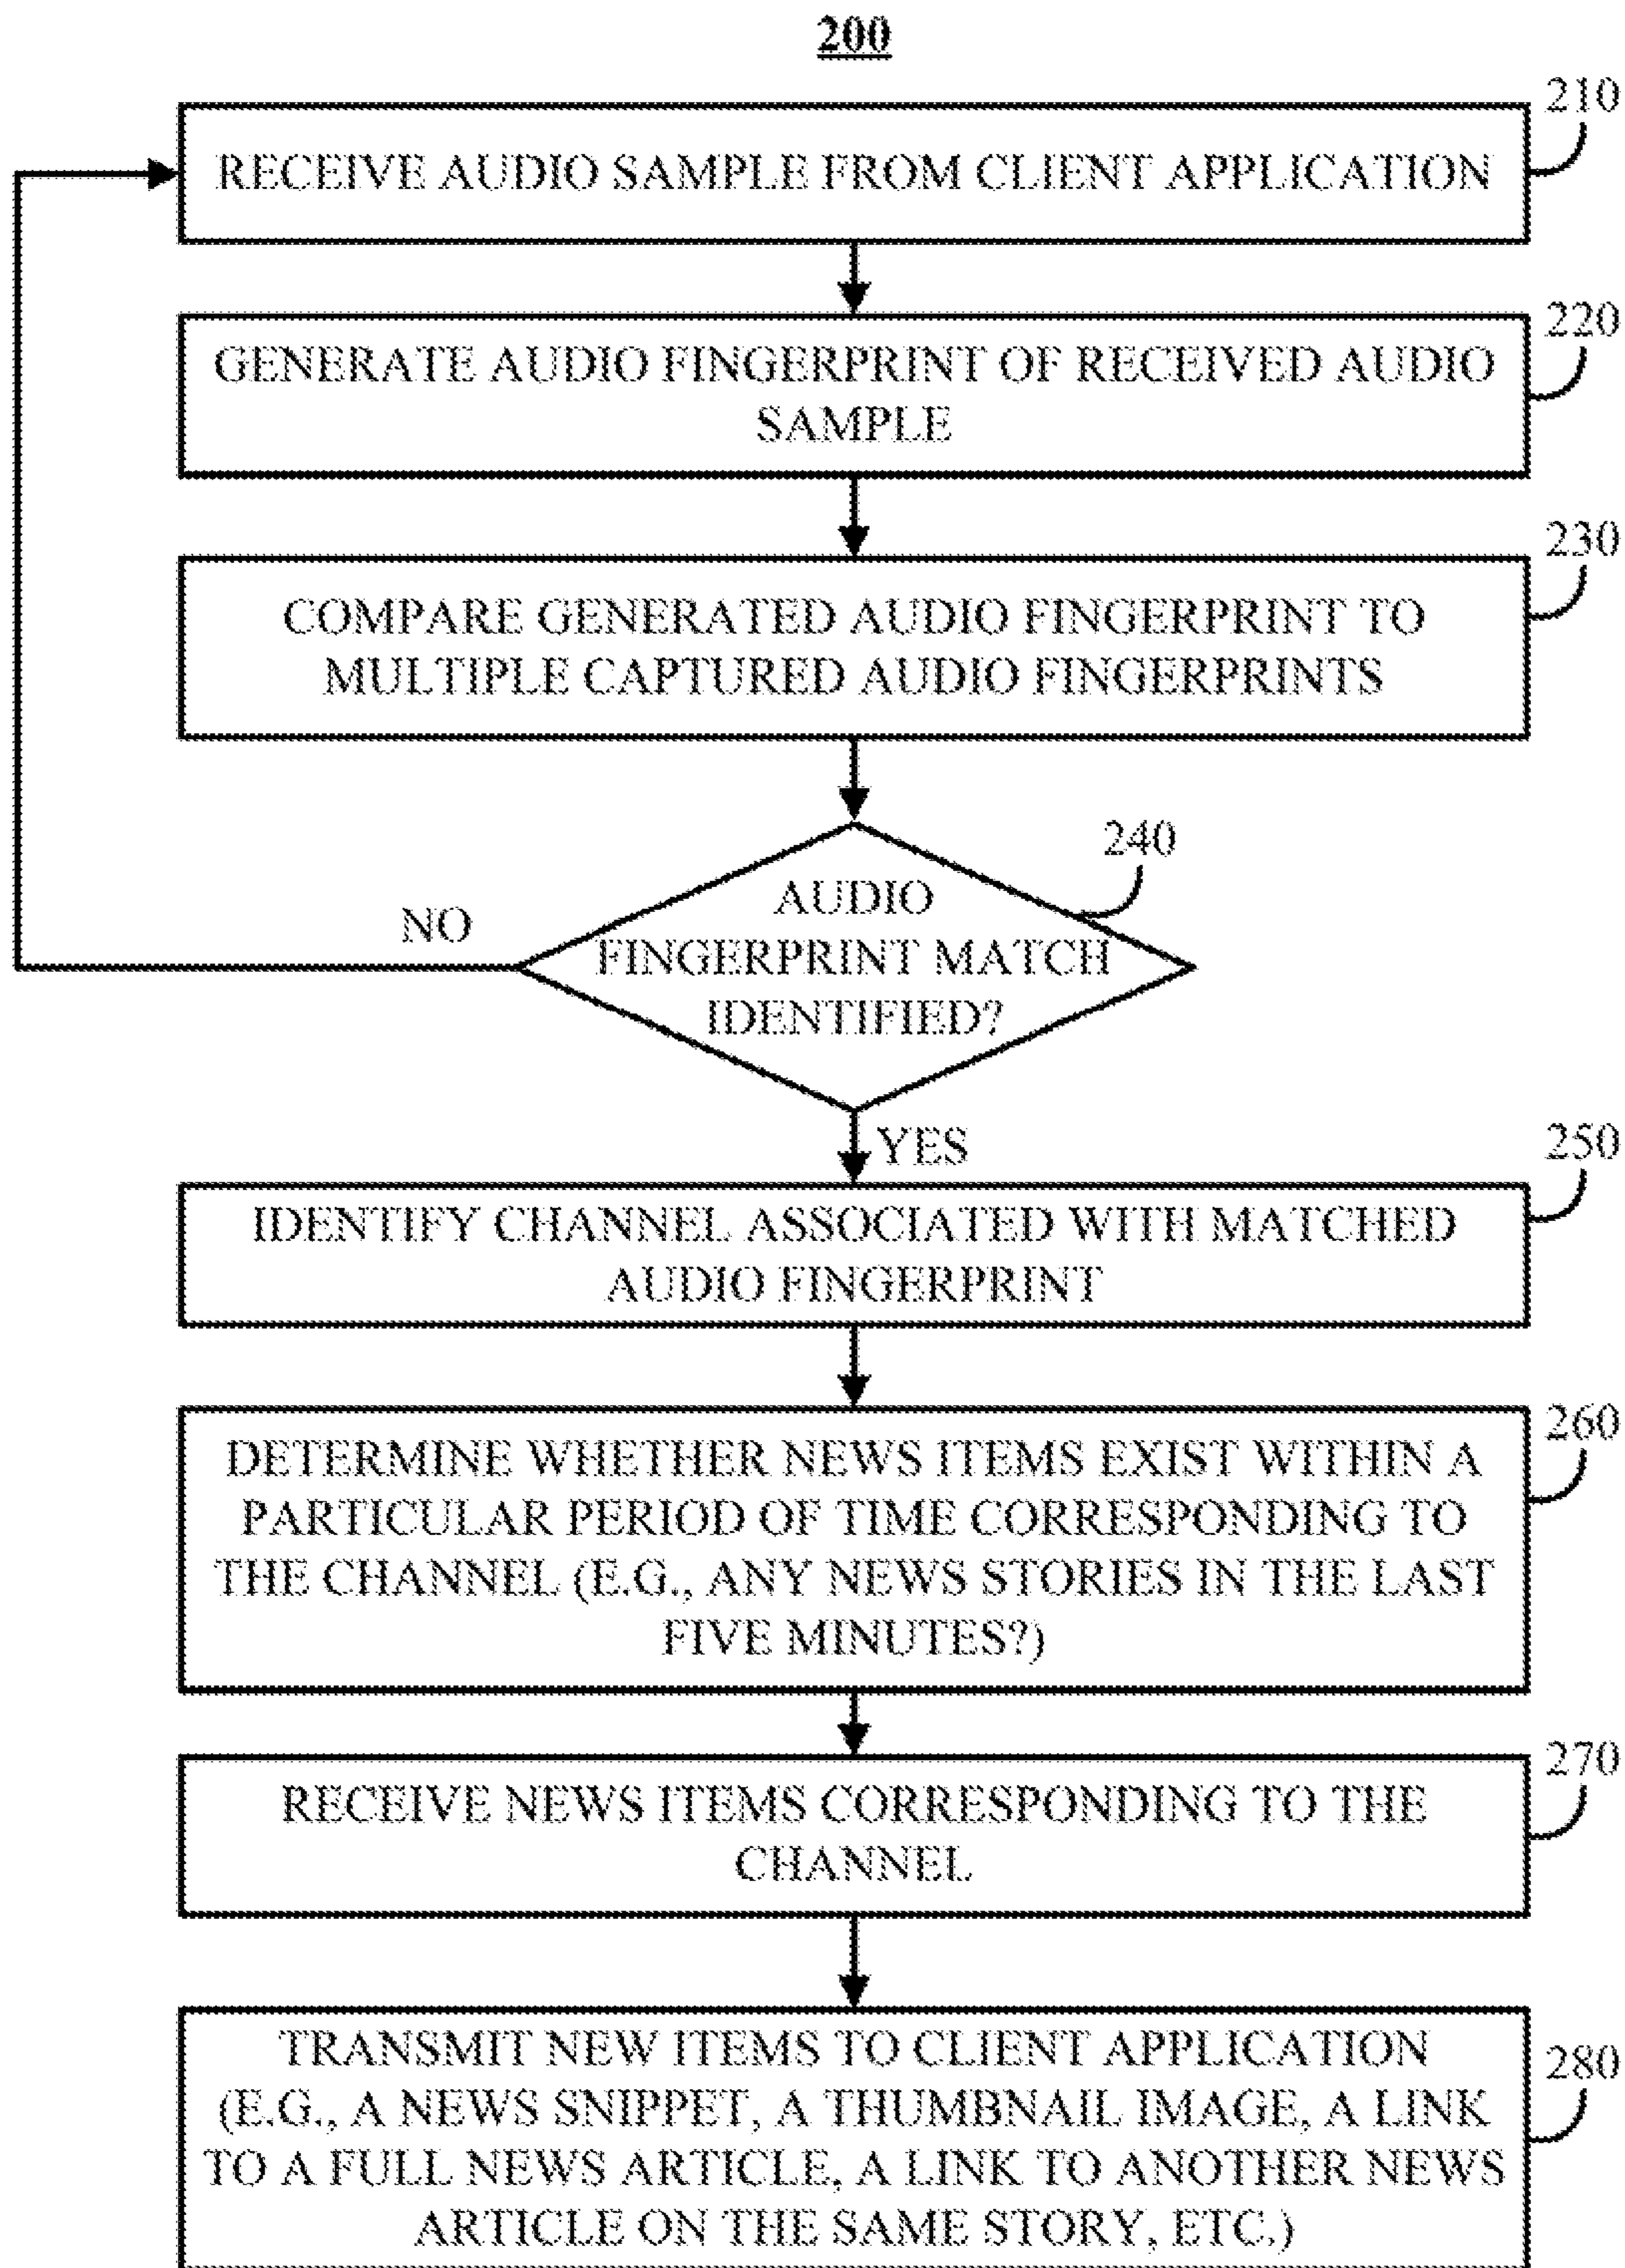 200
210
RECEIVE AUDIO SAMPLE FROM CLIENT APPLICATION
220
GENERATE AUDIO FINGERPRINT OF RECEIVED AUDIO
SAMPLE
230
COMPARE GENERATED AUDIO FINGERPRINT TO
MULTIPLE CAPTURED AUDIO FINGERPRINTS
240
AUDIO
FINGERPRINT MATCH
IDENTIFIED?
NO
YES
250
IDENTIFY CHANNEL ASSOCIATED WITH MATCHED
AUDIO FINGERPRINT
260
DETERMINE WHETHER NEWS ITEMS EXIST WITHIN A
PARTICULAR PERIOD OF TIME CORRESPONDING TO
THE CHANNEL (E.G., ANY NEWS STORIES IN THE LAST
FIVE MINUTES?)
270
RECEIVE NEWS ITEMS CORRESPONDING TO THE
CHANNEL
280
TRANSMIT NEW ITEMS TO CLIENT APPLICATION
(E.G., A NEWS SNIPPET, A THUMBNAIL IMAGE, A LINK
TO A FULL NEWS ARTICLE, A LINK TO ANOTHER NEWS
ARTICLE ON THE SAME STORY, ETC.)